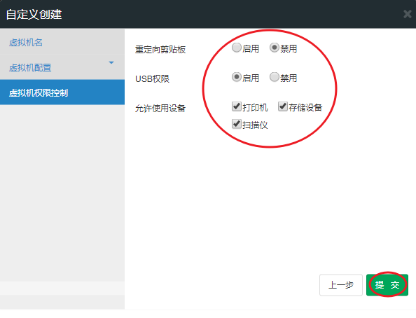 自定义创建
虚拟机名
虚拟机配置
虚拟机权限控制
重定向剪贴板 启用 禁用
USB权限 启用 禁用
允许使用设备 打印机 存储设备
扫描仪
上一步 提 交